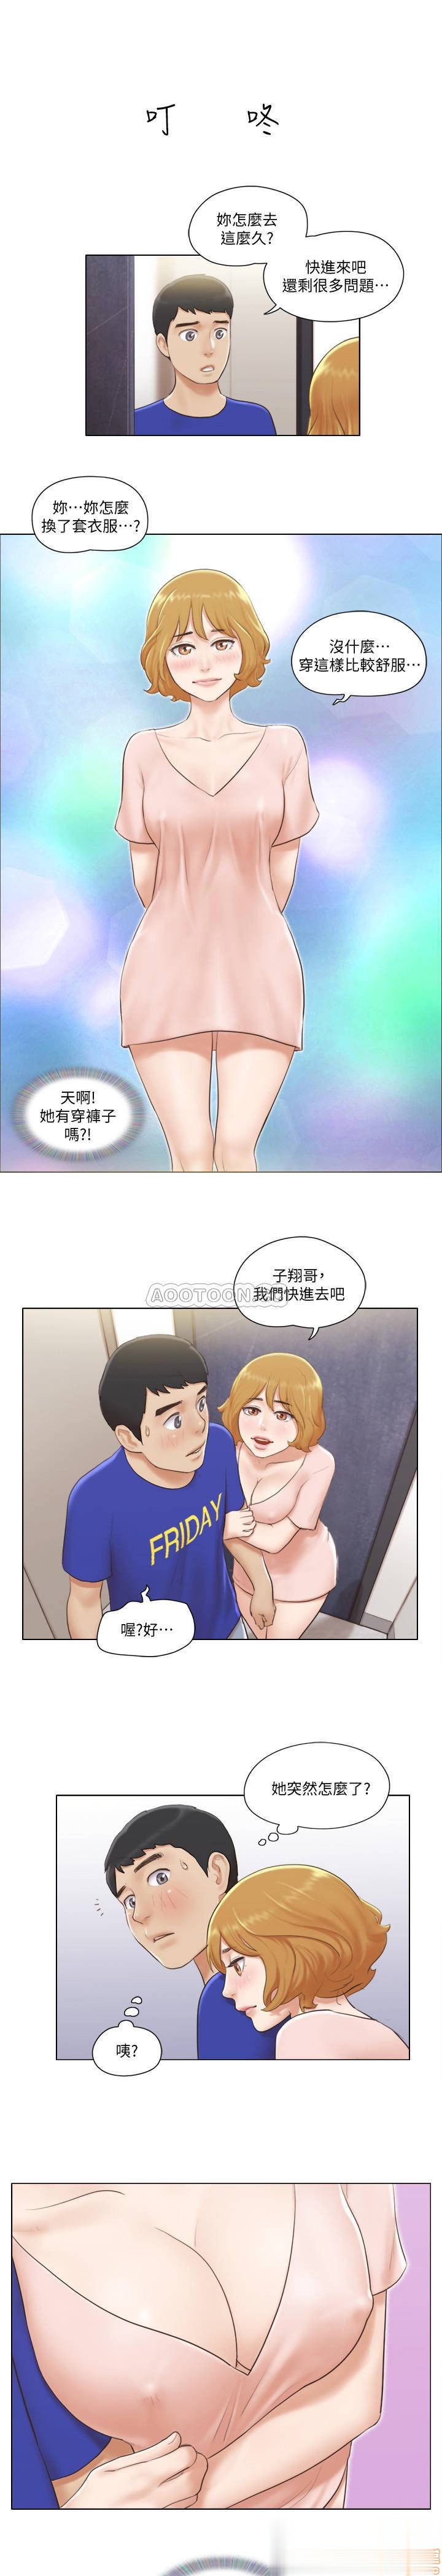 叮 咚
妳怎麼去
這麼久?
快進來吧
還剩很多問題…
妳…妳怎麼
換了套衣服…?
沒什麼…
穿這樣比較舒服…
天啊!
她有穿褲子
嗎?!
子翔哥,
我們快進去吧
AOOTOON
FRIDAY
喔?好…
她突然怎麼了?
咦?